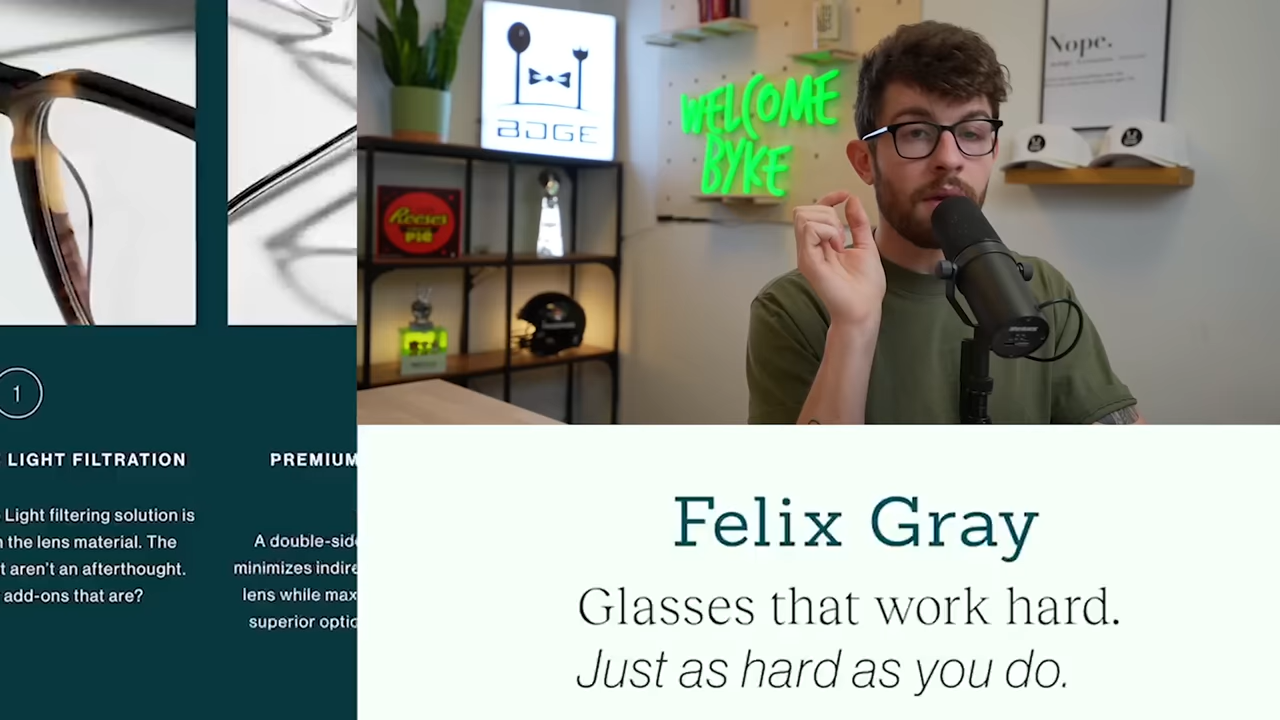 1
LIGHT FILTRATION
Light filtering solution is
the lens material. The
aren't an afterthought.
add-ons that are?
PREMIUM
A double-side
minimizes indire
lens while max
superior optic
BDGE
WELCOME
BYKE
Nope.
Reese's
PIE
Felix Gray
Glasses that work hard.
Just as hard as you do.